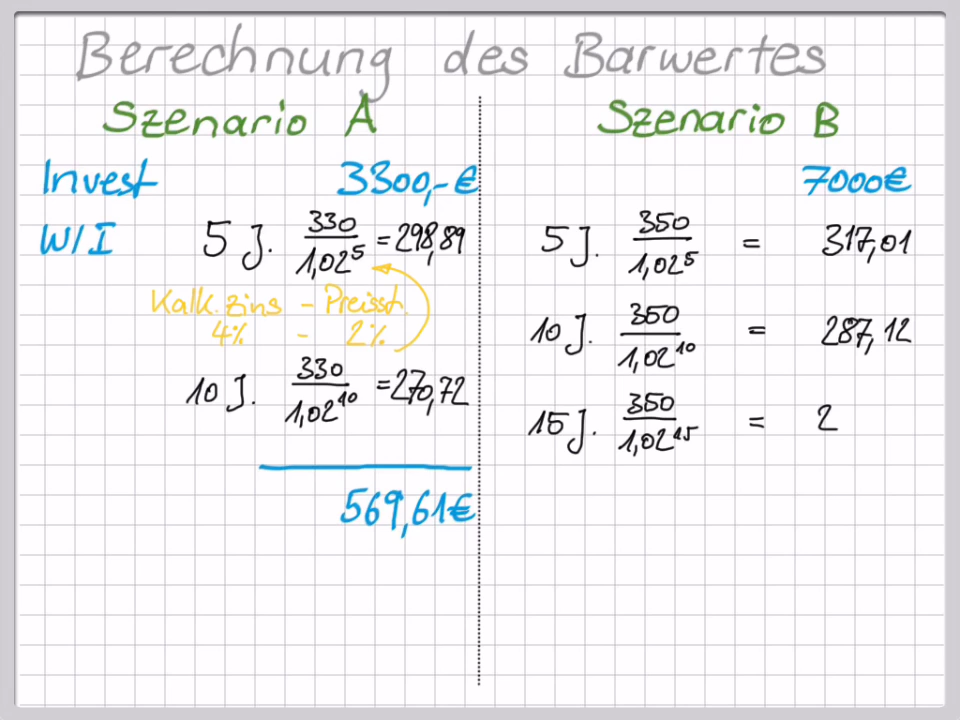 Berechnung des Barwertes
Szenario A
Invest 3300,-€
W/I 5 J. 330/1,02⁵ = 298,89
Kalk.zins - Preisst.
4% - 2%
10 J. 330/1,02¹⁰ = 270,72
569,61€
Szenario B
7000€
5 J. 350/1,02⁵ = 317,01
10 J. 350/1,02¹⁰ = 287,12
15 J. 350/1,02¹⁵ = 2